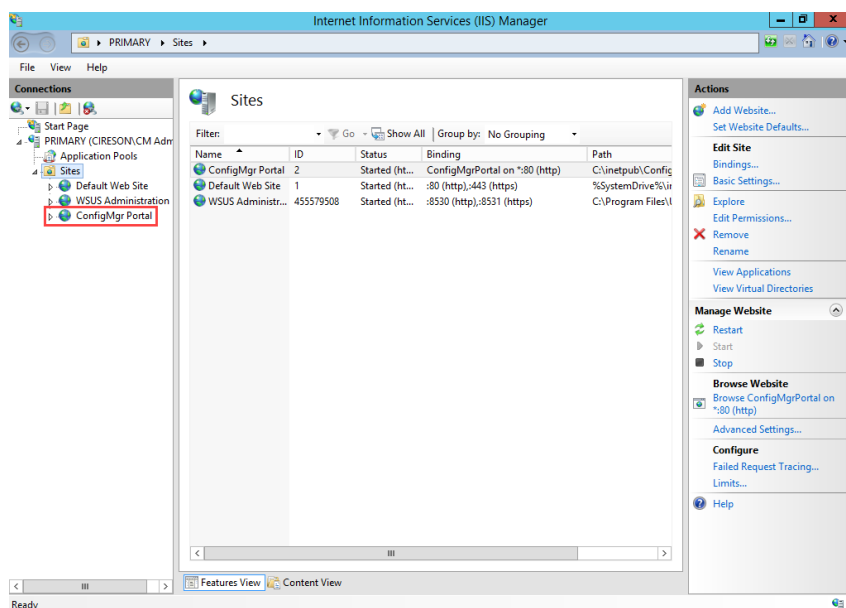 Internet Information Services (IIS) Manager
PRIMARY
Sites
File View Help
Connections
Start Page
PRIMARY (CIRESON\CM Adm
Application Pools
Sites
Default Web Site
WSUS Administration
ConfigMgr Portal
Sites
Filter: Go Show All Group by: No Grouping
Name ID Status Binding Path
ConfigMgr Portal 2 Started (ht... ConfigMgrPortal on *:80 (http) C:\inetpub\Config
Default Web Site 1 Started (ht... :80 (http),:443 (https) %SystemDrive%\in
WSUS Administr... 455579508 Started (ht... :8530 (http),:8531 (https) C:\Program Files\
Features View Content View
Actions
Add Website...
Set Website Defaults...
Edit Site
Bindings...
Basic Settings...
Explore
Edit Permissions...
Remove
Rename
View Applications
View Virtual Directories
Manage Website
Restart
Start
Stop
Browse Website
Browse ConfigMgrPortal on
*:80 (http)
Advanced Settings...
Configure
Failed Request Tracing...
Limits...
Help
Ready